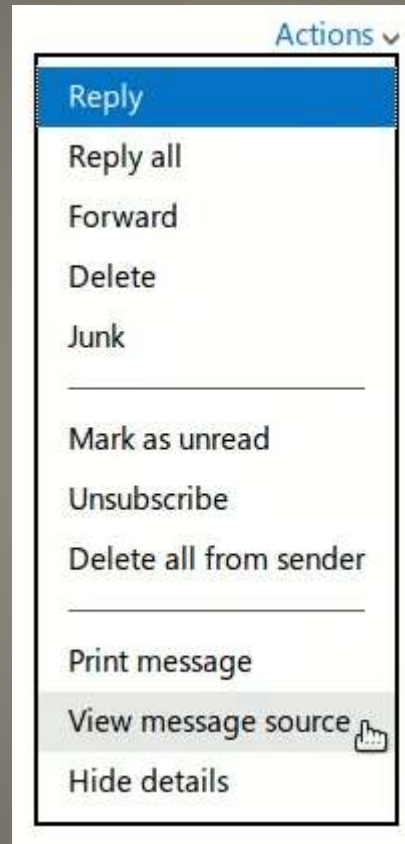 Actions
Reply
Reply all
Forward
Delete
Junk
Mark as unread
Unsubscribe
Delete all from sender
Print message
View message source
Hide details